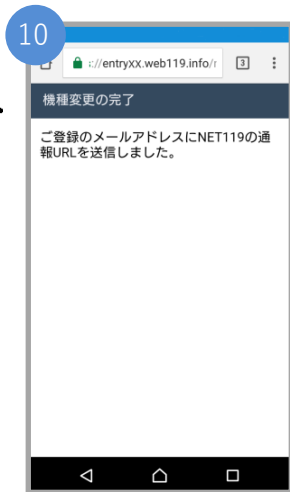 10
://entryxx.web119.info/r
3
機種変更の完了
ご登録のメールアドレスにNET119の通
報URLを送信しました。